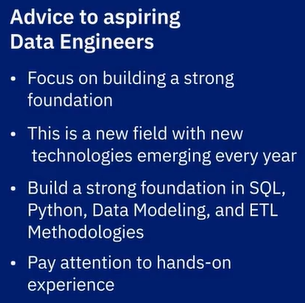 Advice to aspiring
Data Engineers
• Focus on building a strong
foundation
• This is a new field with new
technologies emerging every year
• Build a strong foundation in SQL,
Python, Data Modeling, and ETL
Methodologies
• Pay attention to hands-on
experience